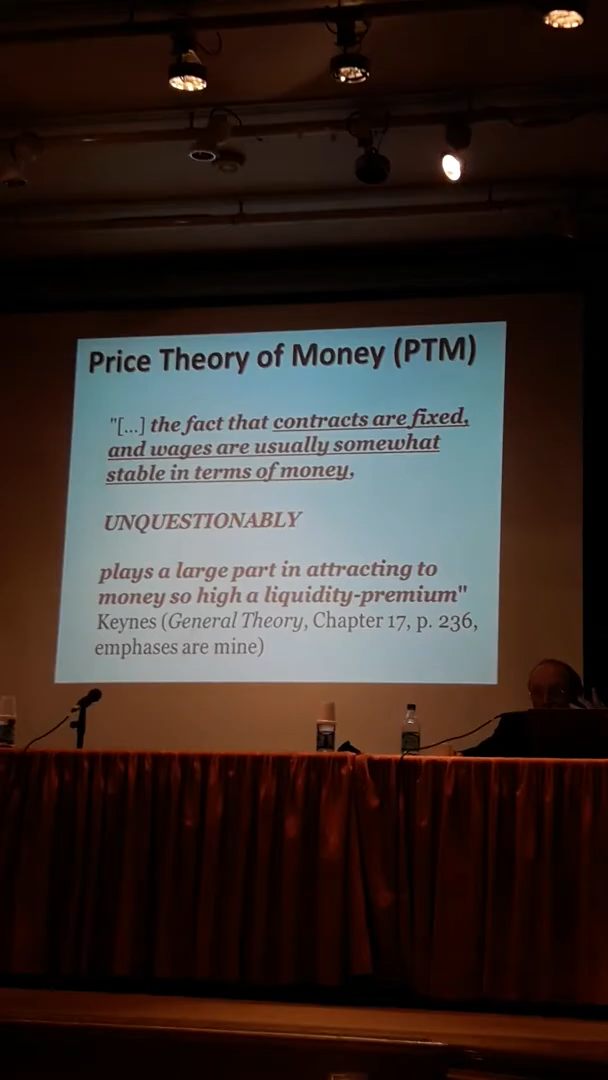 Price Theory of Money (PTM)
"[...] the fact that contracts are fixed,
and wages are usually somewhat
stable in terms of money,
UNQUESTIONABLY
plays a large part in attracting to
money so high a liquidity-premium"
Keynes (General Theory, Chapter 17, p. 236,
emphases are mine)